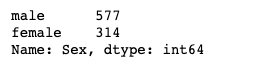 male      577
female    314
Name: Sex, dtype: int64